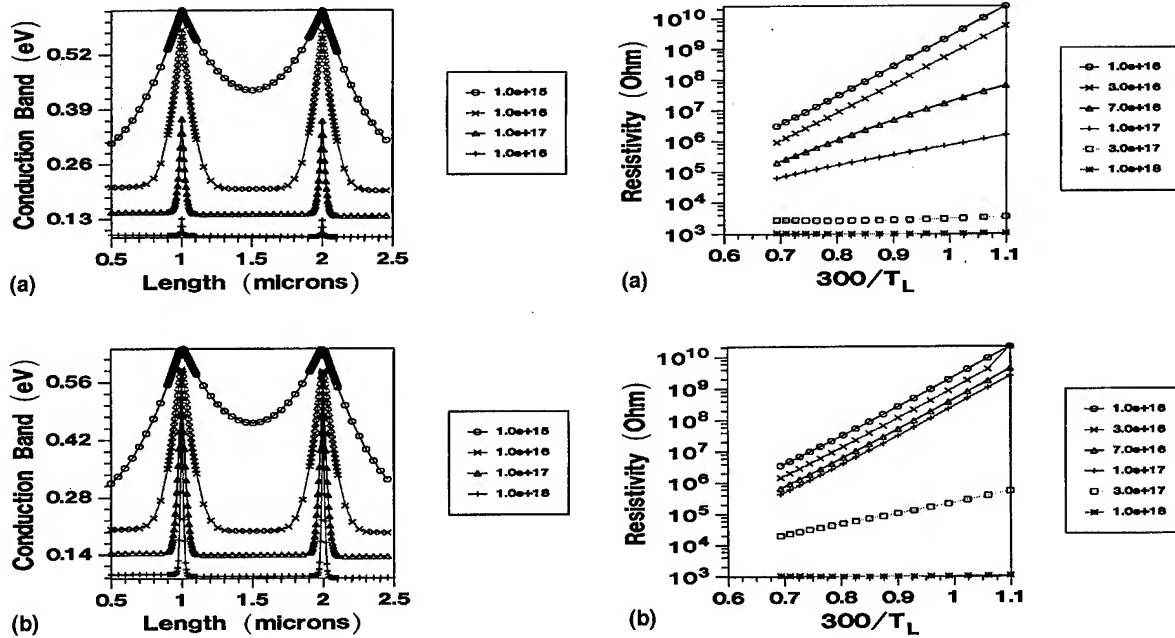 Conduction Band (eV)
0.52
0.39
0.26
0.13
0.5 1 1.5 2 2.5
Length (microns)
(a)
1.0e+15
1.0e+16
1.0e+17
1.0e+16
Resistivity (Ohm)
10^10
10^9
10^8
10^7
10^6
10^5
10^4
10^3
0.6 0.7 0.8 0.9 1 1.1
300/T_L
(a)
1.0e+16
3.0e+16
7.0e+16
1.0e+17
3.0e+17
1.0e+18
Conduction Band (eV)
0.56
0.42
0.28
0.14
0.5 1 1.5 2 2.5
Length (microns)
(b)
1.0e+15
1.0e+16
1.0e+17
1.0e+18
Resistivity (Ohm)
10^10
10^9
10^8
10^7
10^6
10^5
10^4
10^3
0.6 0.7 0.8 0.9 1 1.1
300/T_L
(b)
1.0e+16
3.0e+16
7.0e+16
1.0e+17
3.0e+17
1.0e+18